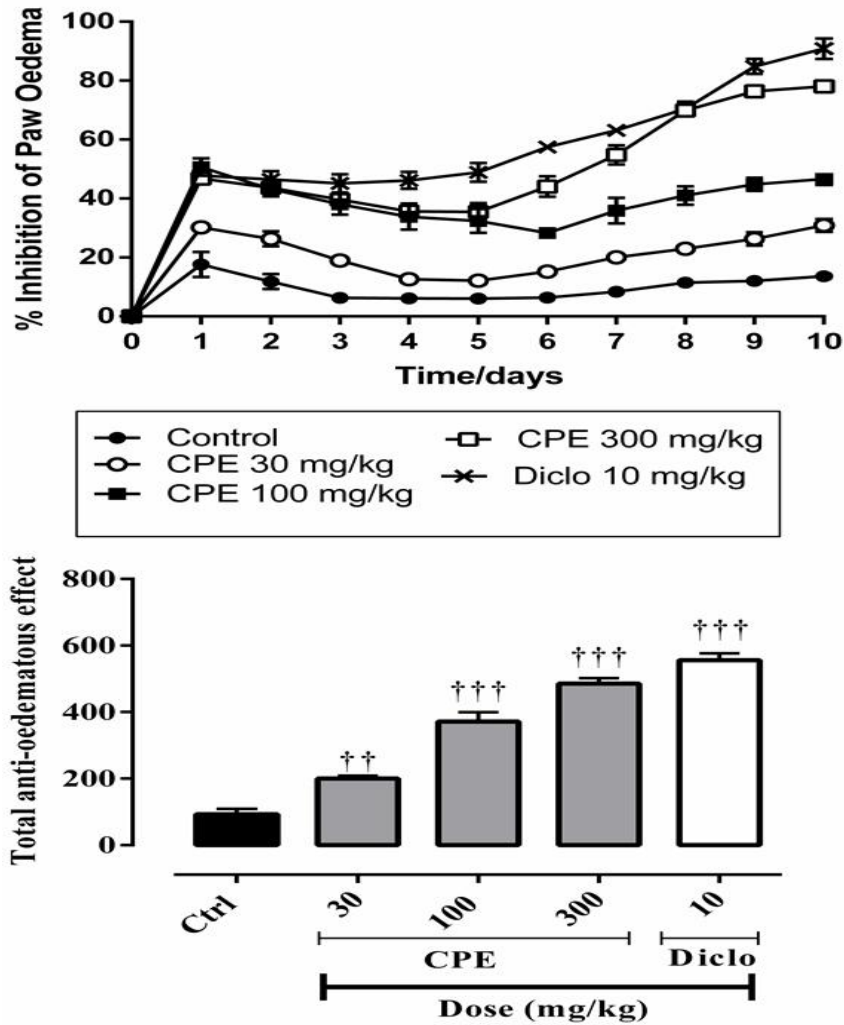 % Inhibition of Paw Oedema
100
80
60
40
20
0
0 1 2 3 4 5 6 7 8 9 10
Time/days
Control
CPE 30 mg/kg
CPE 100 mg/kg
CPE 300 mg/kg
Diclo 10 mg/kg
Total anti-oedematous effect
800
600
400
200
0
††
†††
†††
†††
Ctrl 30 100 300 10
CPE Diclo
Dose (mg/kg)